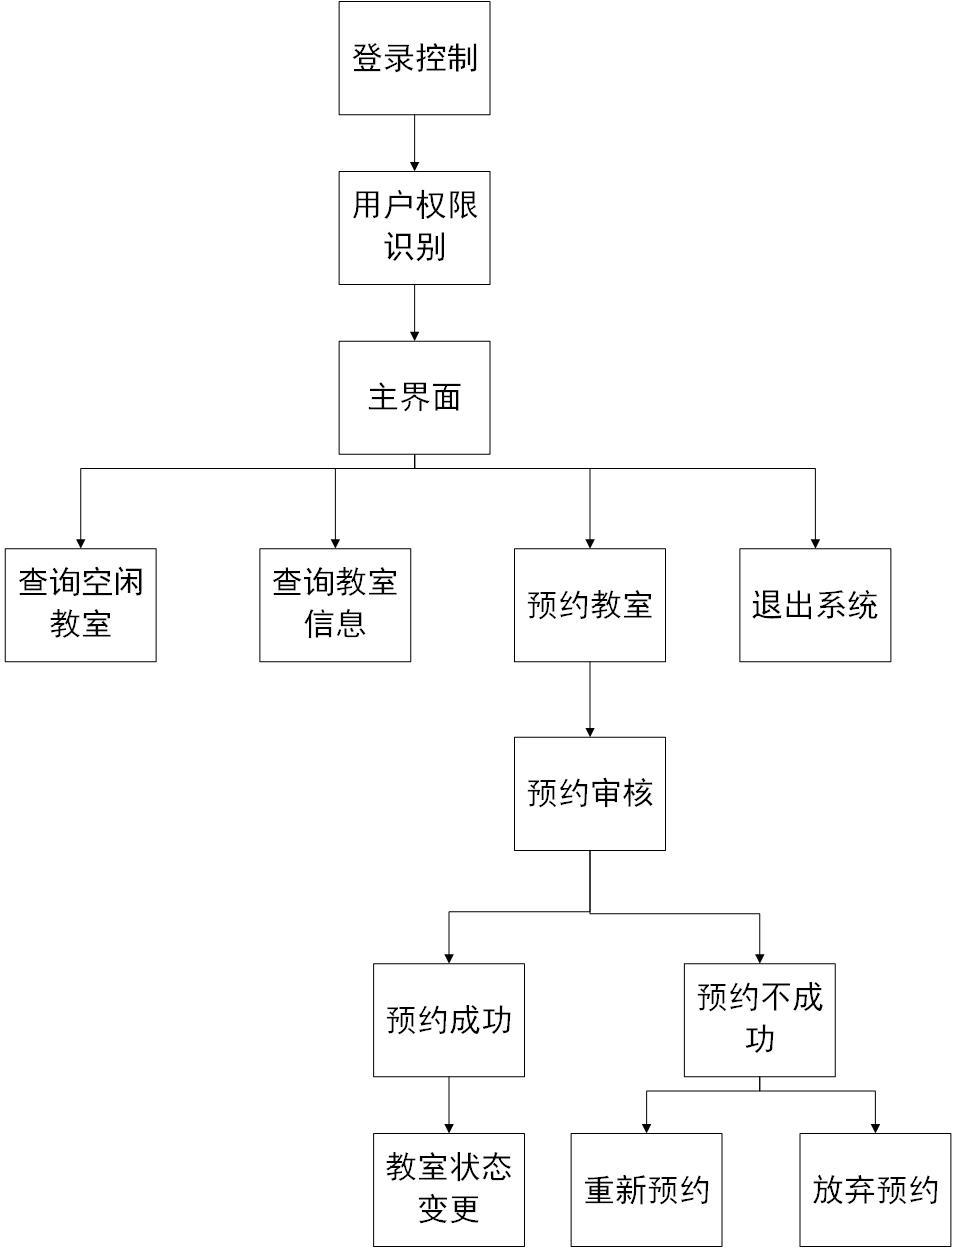 登录控制
用户权限
识别
主界面
查询空闲
教室
查询教室
信息
预约教室
退出系统
预约审核
预约成功
预约不成
功
教室状态
变更
重新预约
放弃预约